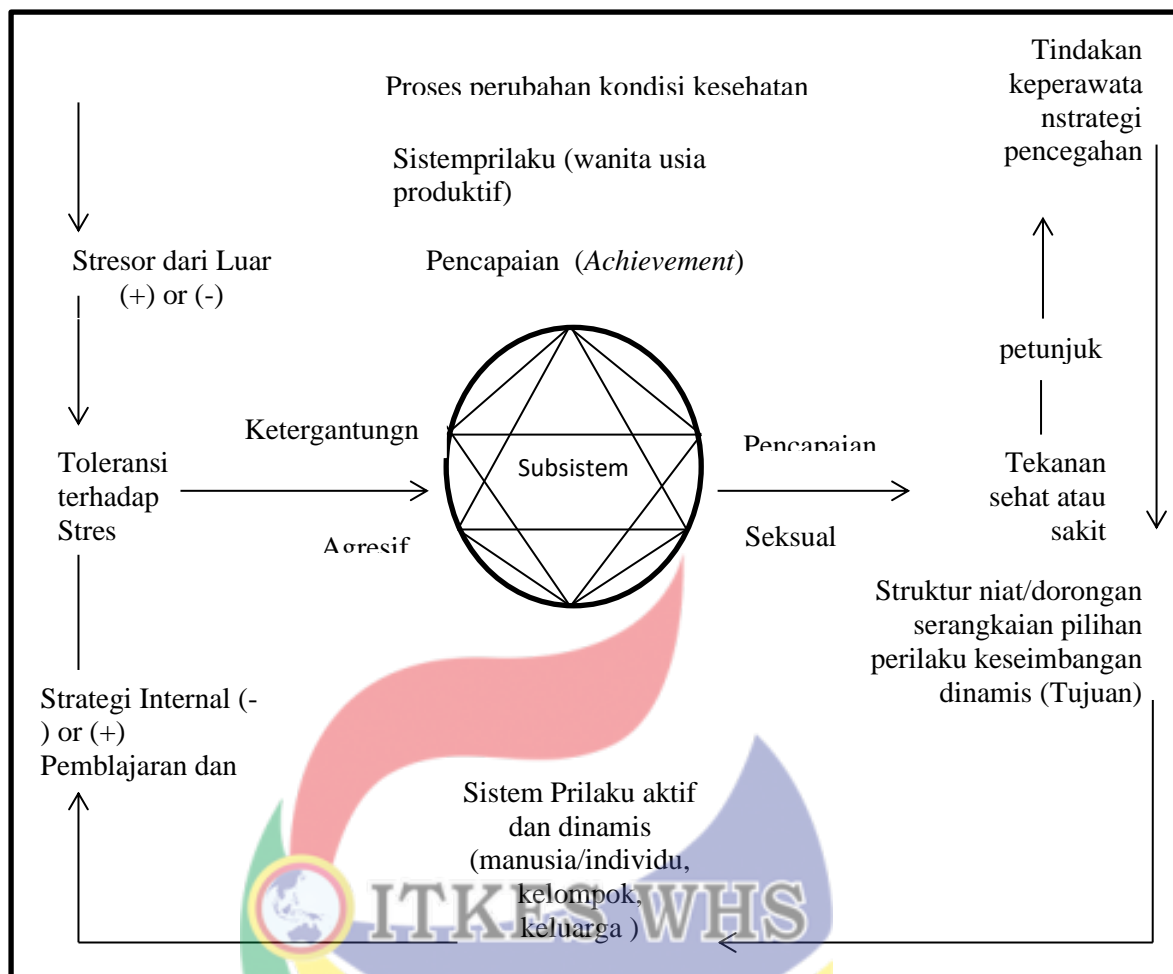 Proses perubahan kondisi kesehatan
Tindakan
keperawata
nstrategi
pencegahan
Sistemprilaku (wanita usia
produktif)
Stresor dari Luar
(+) or (-)
Pencapaian (Achievement)
petunjuk
Ketergantungn
Pencapaian
Toleransi
terhadap
Stres
Subsistem
Tekanan
sehat atau
sakit
Agresif
Seksual
Struktur niat/dorongan
serangkaian pilihan
perilaku keseimbangan
dinamis (Tujuan)
Strategi Internal (-
) or (+)
Pemblajaran dan
Sistem Prilaku aktif
dan dinamis
(manusia/individu,
kelompok,
keluarga )
ITKES WHS